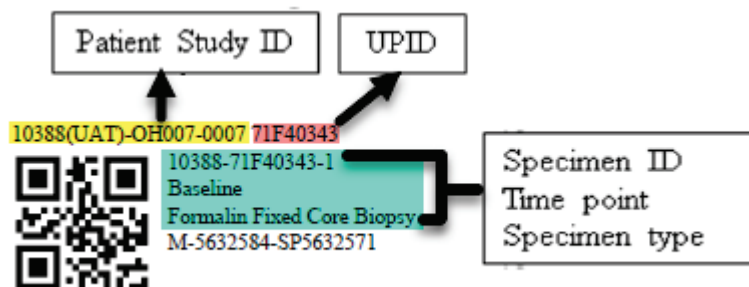 Patient Study ID
UPID
10388(UAT)-OH007-0007 71F40343
10388-71F40343-1
Baseline
Formalin Fixed Core Biopsy
M-5632584-SP5632571
Specimen ID
Time point
Specimen type